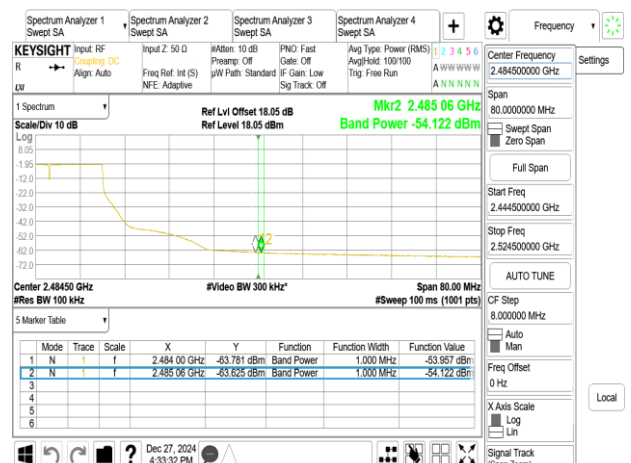 Spectrum Analyzer 1
Swept SA
Spectrum Analyzer 2
Swept SA
Spectrum Analyzer 3
Swept SA
Spectrum Analyzer 4
Swept SA
+
Frequency
KEYSIGHT
R
LXI
Input: RF
Coupling: DC
Align: Auto
Input Z: 50 Ω
Freq Ref: Int (S)
NFE: Adaptive
#Atten: 10 dB
Preamp: Off
µW Path: Standard
PNO: Fast
Gate: Off
IF Gain: Low
Sig Track: Off
Avg Type: Power (RMS)
Avg|Hold: 100/100
Trig: Free Run
1 2 3 4 5 6
A W W W W W
A N N N N N
Center Frequency
2.484500000 GHz
Settings
Span
80.0000000 MHz
Swept Span
Zero Span
Full Span
Start Freq
2.444500000 GHz
Stop Freq
2.524500000 GHz
AUTO TUNE
CF Step
8.000000 MHz
Auto
Man
Freq Offset
0 Hz
X Axis Scale
Log
Lin
Local
Signal Track
(Span Zoom)
1 Spectrum
Scale/Div 10 dB
Ref Lvl Offset 18.05 dB
Ref Level 18.05 dBm
Mkr2 2.485 06 GHz
Band Power -54.122 dBm
Log
8.05
-1.95
-12.0
-22.0
-32.0
-42.0
-52.0
-62.0
-72.0
2
Center 2.48450 GHz
#Res BW 100 kHz
#Video BW 300 kHz*
Span 80.00 MHz
#Sweep 100 ms (1001 pts)
5 Marker Table
Mode Trace Scale X Y Function Function Width Function Value
1 N 1 f 2.484 00 GHz -63.781 dBm Band Power 1.000 MHz -53.957 dBm
2 N 1 f 2.485 06 GHz -63.625 dBm Band Power 1.000 MHz -54.122 dBm
3
4
5
6
?
Dec 27, 2024
4:33:32 PM